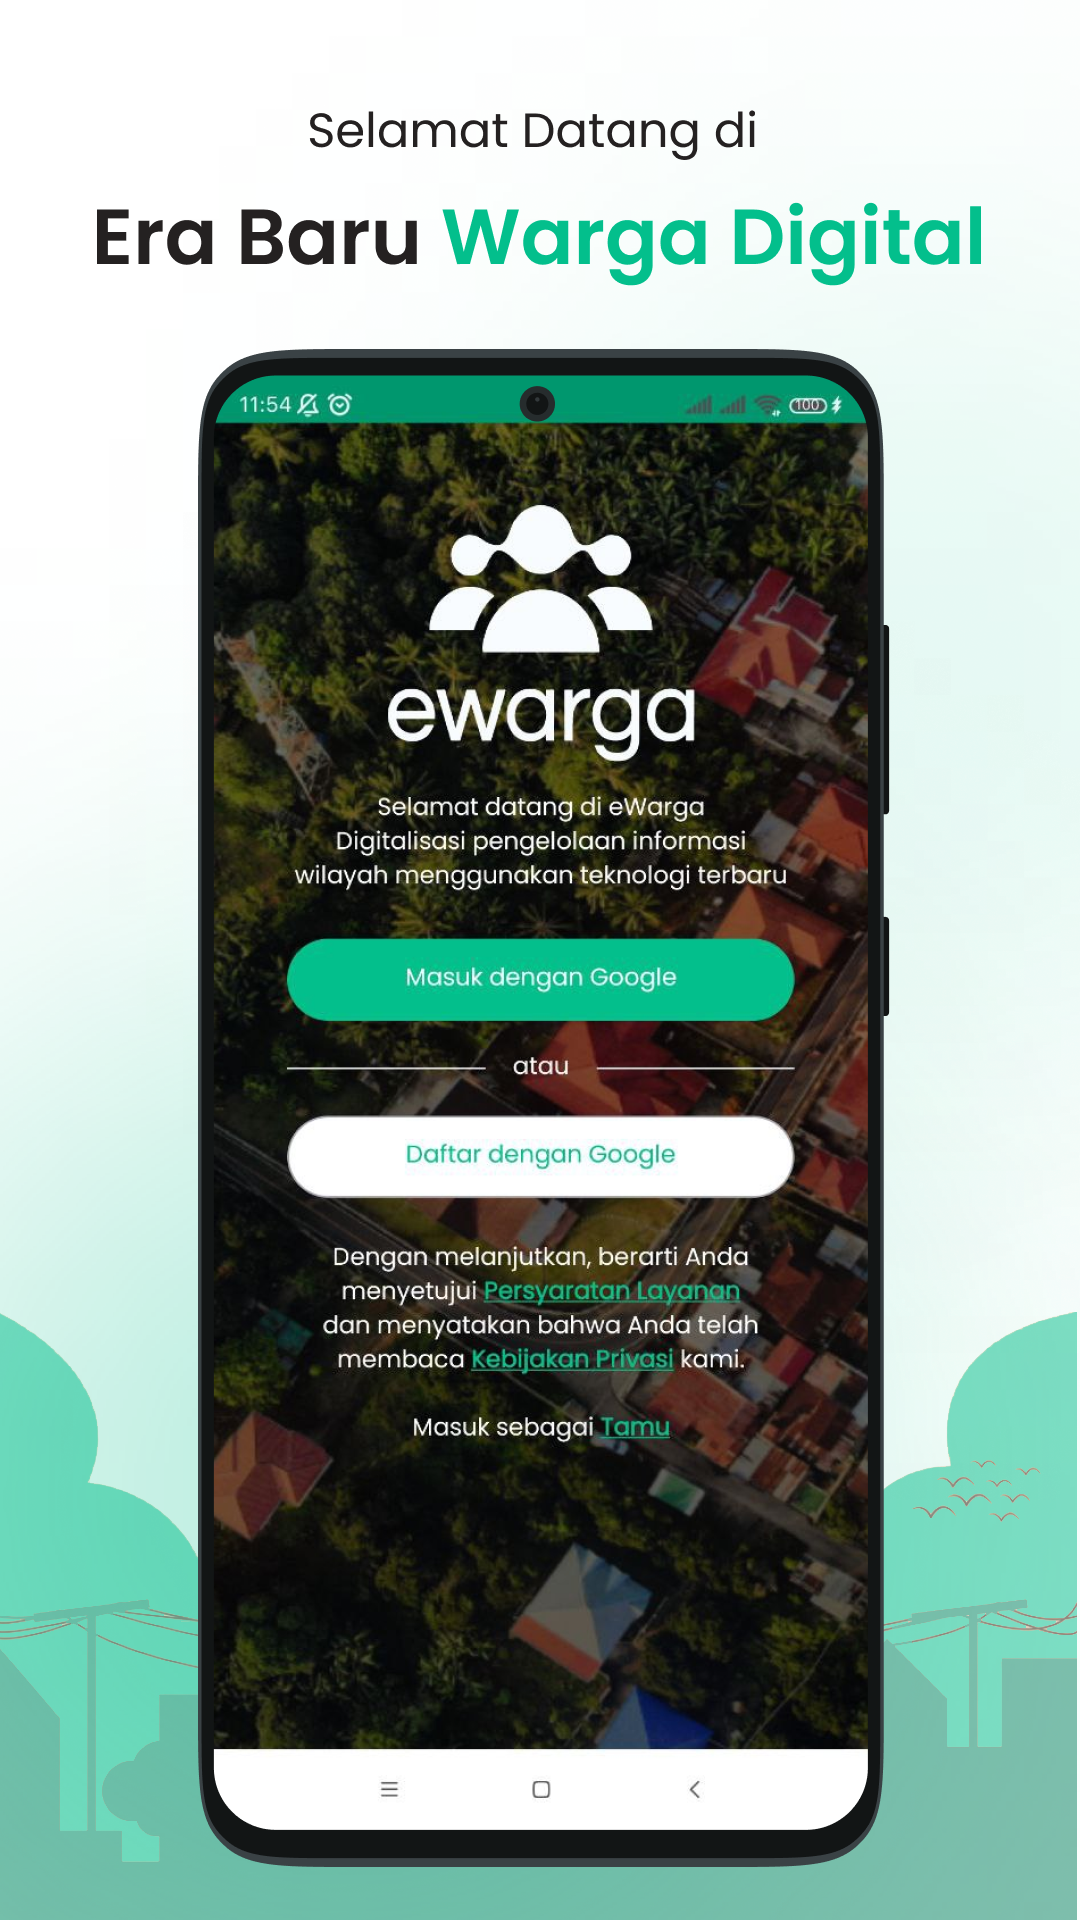 Selamat Datang di
Era Baru Warga Digital
11:54
100
ewarga
Selamat datang di eWarga
Digitalisasi pengelolaan informasi
wilayah menggunakan teknologi terbaru
Masuk dengan Google
atau
Daftar dengan Google
Dengan melanjutkan, berarti Anda
menyetujui Persyaratan Layanan
dan menyatakan bahwa Anda telah
membaca Kebijakan Privasi kami.
Masuk sebagai Tamu